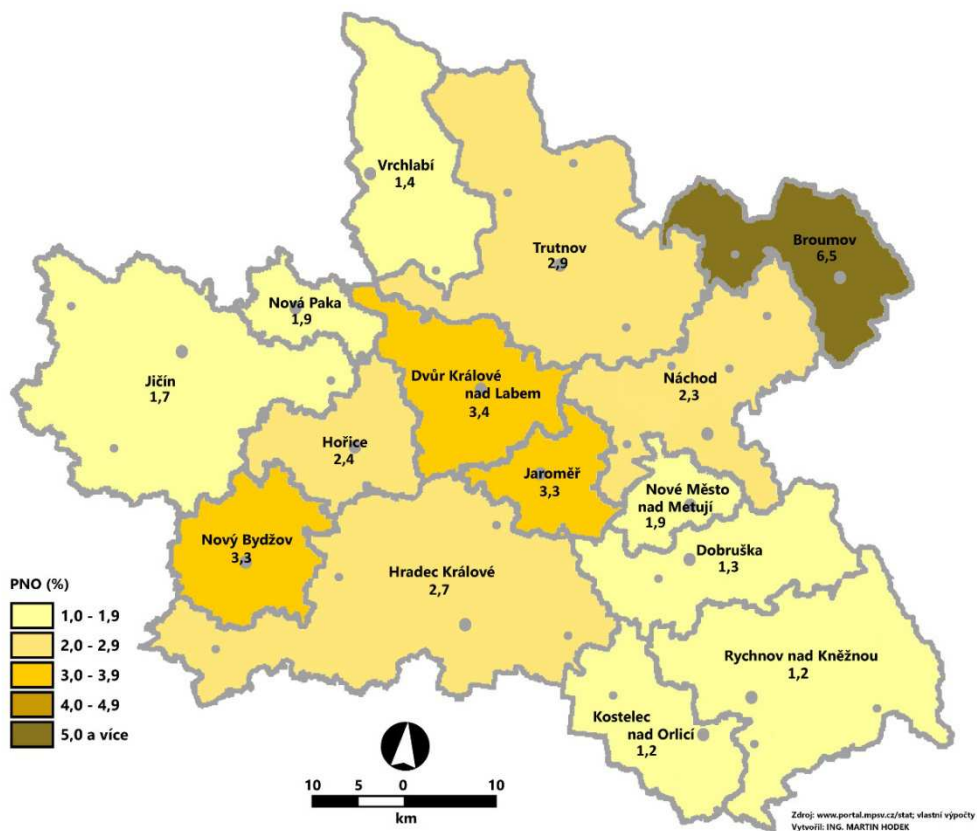 Vrchlabí
1,4
Trutnov
2,9
Broumov
6,5
Nová Paka
1,9
Jičín
1,7
Dvůr Králové
nad Labem
3,4
Náchod
2,3
Hořice
2,4
Jaroměř
3,3
Nové Město
nad Metují
1,9
Nový Bydžov
3,3
Hradec Králové
2,7
Dobruška
1,3
Rychnov nad Kněžnou
1,2
Kostelec
nad Orlicí
1,2
PNO (%)
1,0 - 1,9
2,0 - 2,9
3,0 - 3,9
4,0 - 4,9
5,0 a více
10 5 0 10
km
Zdroj: www.portal.mpsv.cz/stat; vlastní výpočty
Vytvořil: ING. MARTIN HODEK